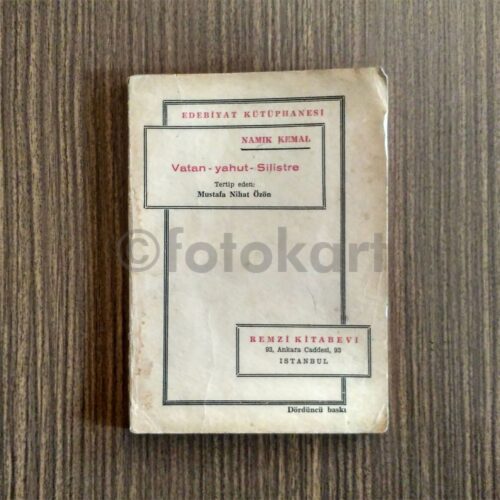 EDEBİYAT KÜTÜPHANESİ
NAMIK KEMAL
Vatan - yahut - Silistre
Tertip eden:
Mustafa Nihat Özön
©fotokart
REMZİ KİTABEVİ
93, Ankara Caddesi, 93
İSTANBUL
Dördüncü baskı